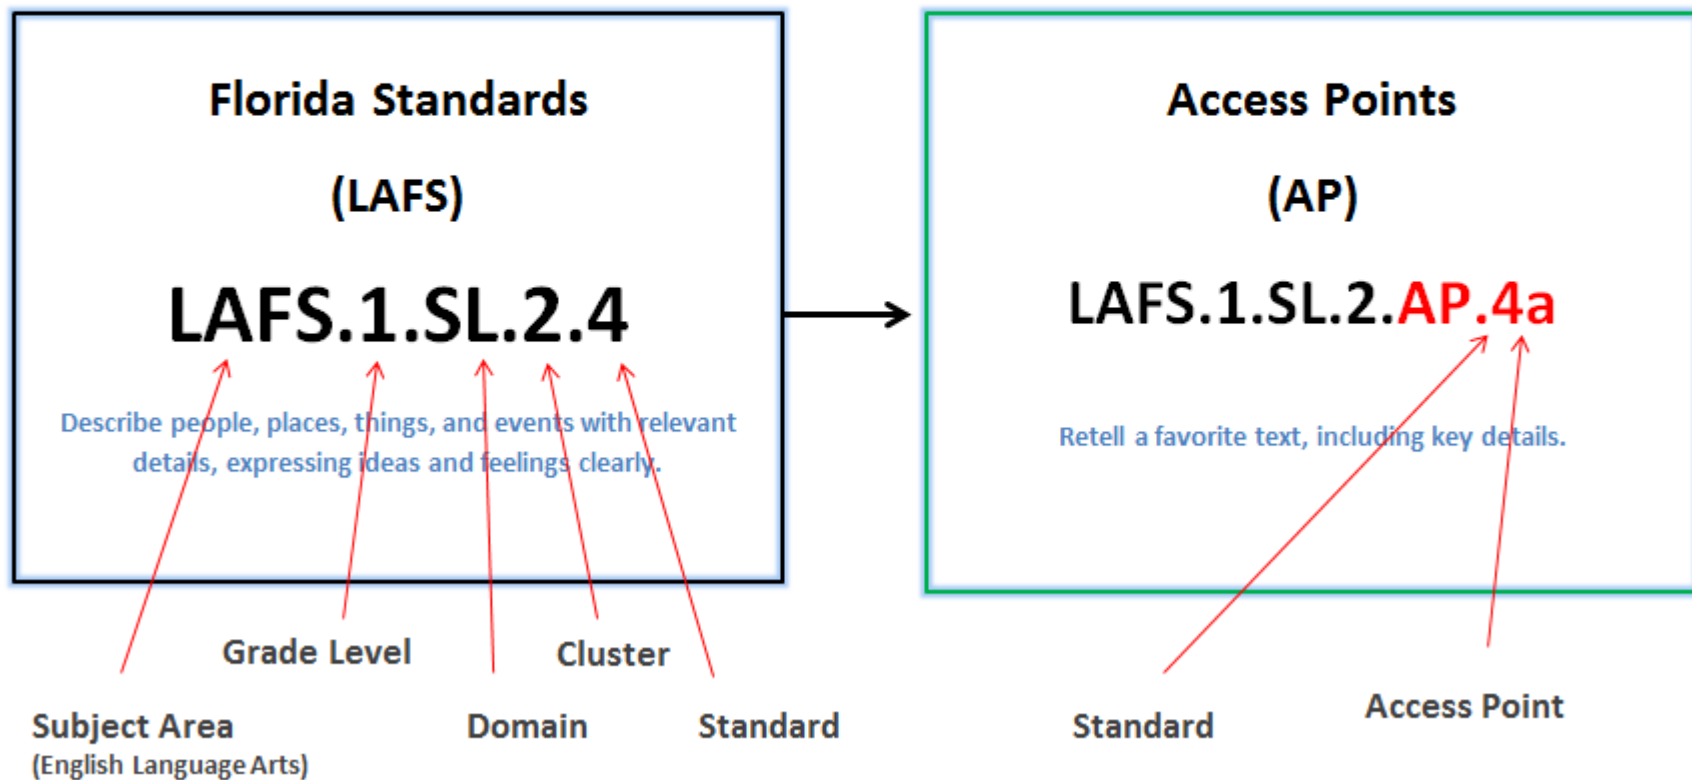 Florida Standards
(LAFS)
LAFS.1.SL.2.4
Describe people, places, things, and events with relevant
details, expressing ideas and feelings clearly.
Grade Level
Cluster
Subject Area
(English Language Arts)
Domain
Standard
Access Points
(AP)
LAFS.1.SL.2.AP.4a
Retell a favorite text, including key details.
Standard
Access Point